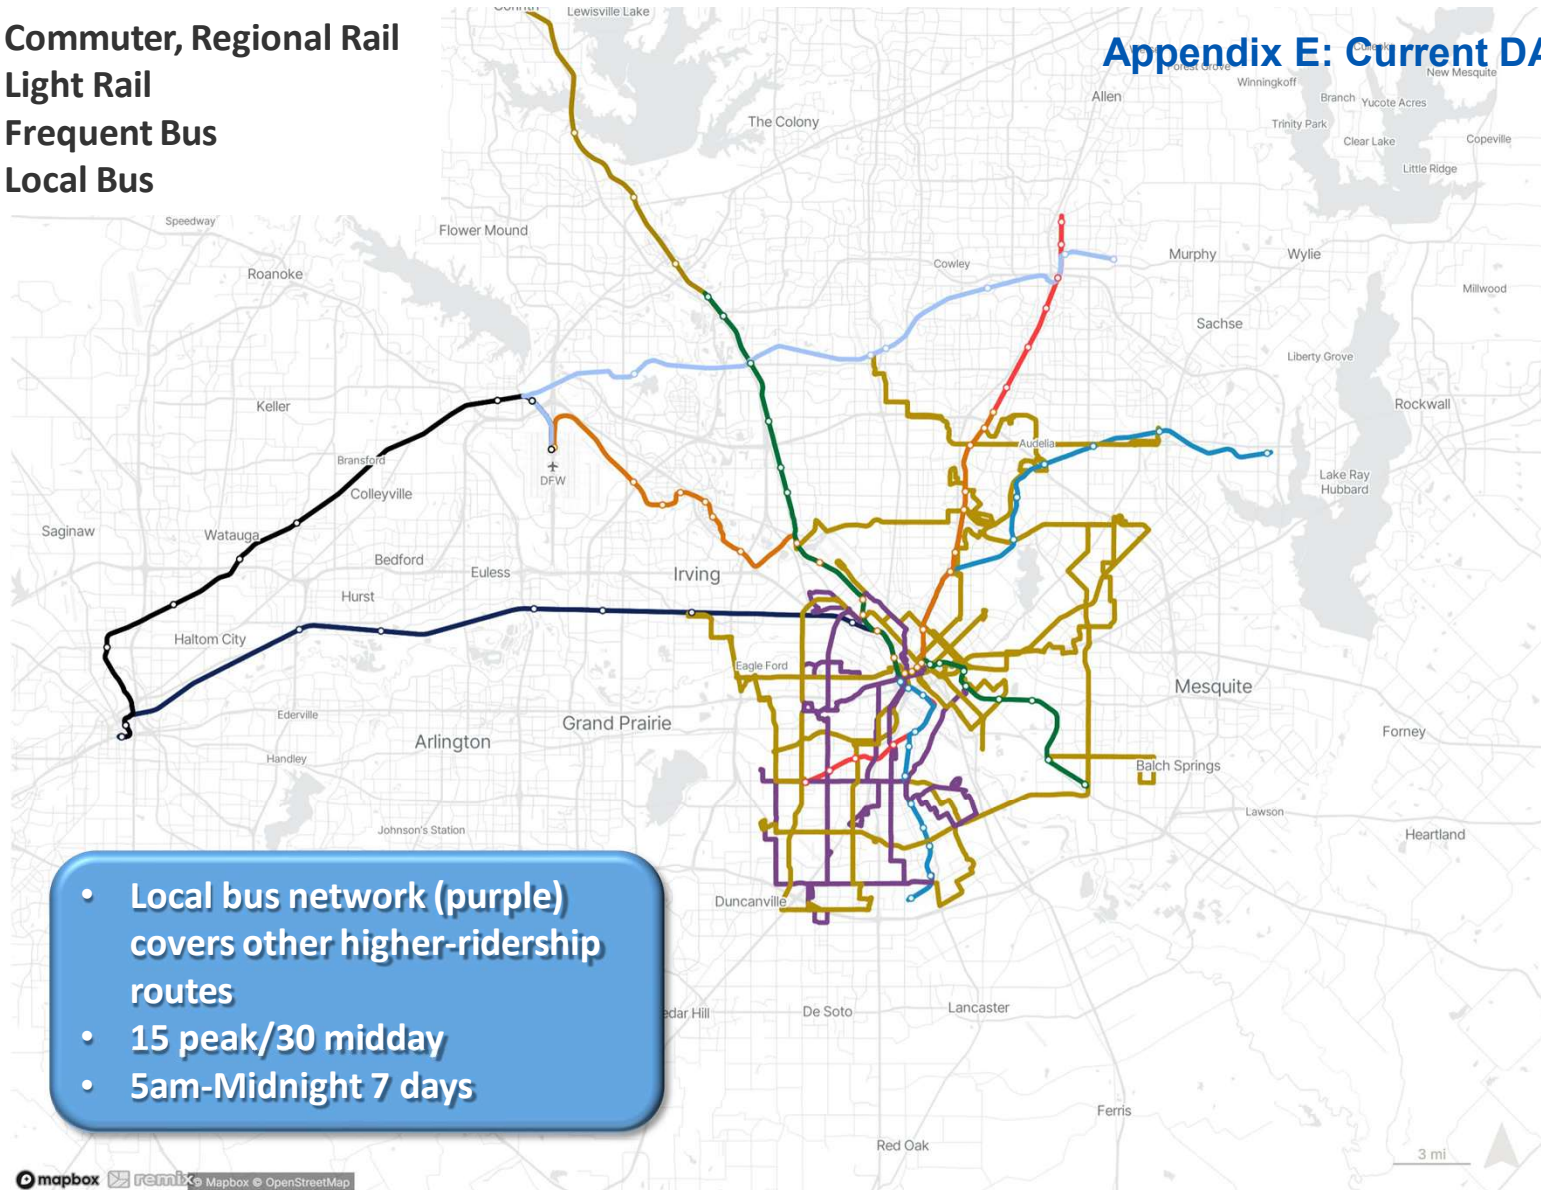 Commuter, Regional Rail
Light Rail
Frequent Bus
Local Bus
Appendix E: Current DA
Lewisville Lake
Forest Grove
Winningkoff
New Mesquite
Allen
Branch
Yucote Acres
The Colony
Trinity Park
Clear Lake
Copeville
Little Ridge
Speedway
Flower Mound
Roanoke
Cowley
Murphy
Wylie
Millwood
Sachse
Liberty Grove
Keller
Rockwall
Bransford
Audelia
DFW
Colleyville
Lake Ray
Hubbard
Saginaw
Watauga
Bedford
Euless
Irving
Hurst
Haltom City
Eagle Ford
Mesquite
Ederville
Grand Prairie
Arlington
Forney
Handley
Balch Springs
Lawson
Johnson's Station
Heartland
Duncanville
• Local bus network (purple)
covers other higher-ridership
routes
• 15 peak/30 midday
• 5am-Midnight 7 days
edar Hill
De Soto
Lancaster
Ferris
Red Oak
3 mi
mapbox
remix
© Mapbox © OpenStreetMap